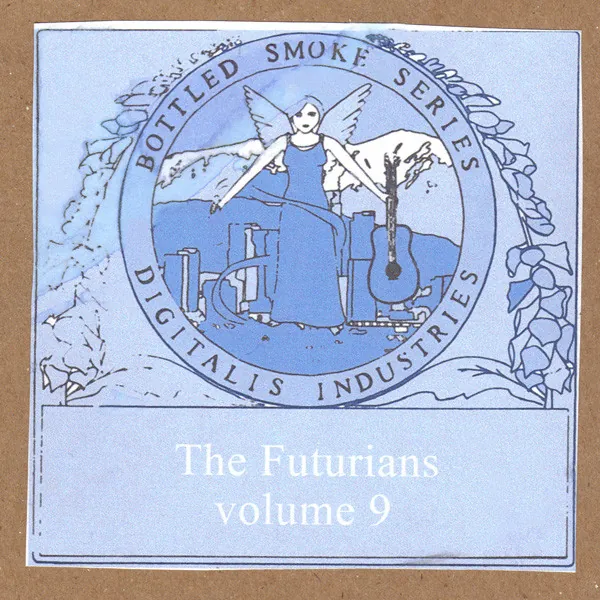 BOTTLED SMOKE SERIES
DIGITALIS INDUSTRIES
The Futurians
volume 9